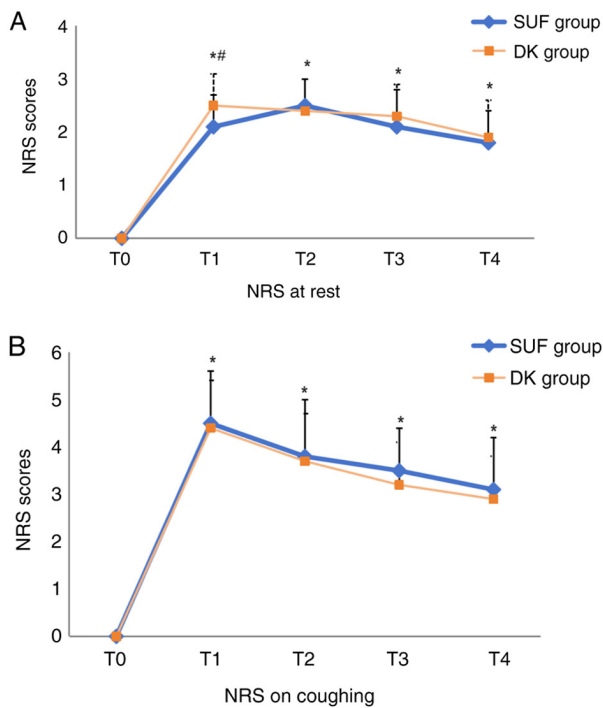 A
SUF group
DK group
NRS scores
4
3
2
1
0
*#
*
*
*
T0 T1 T2 T3 T4
NRS at rest
B
SUF group
DK group
NRS scores
6
5
4
3
2
1
0
*
*
*
*
T0 T1 T2 T3 T4
NRS on coughing